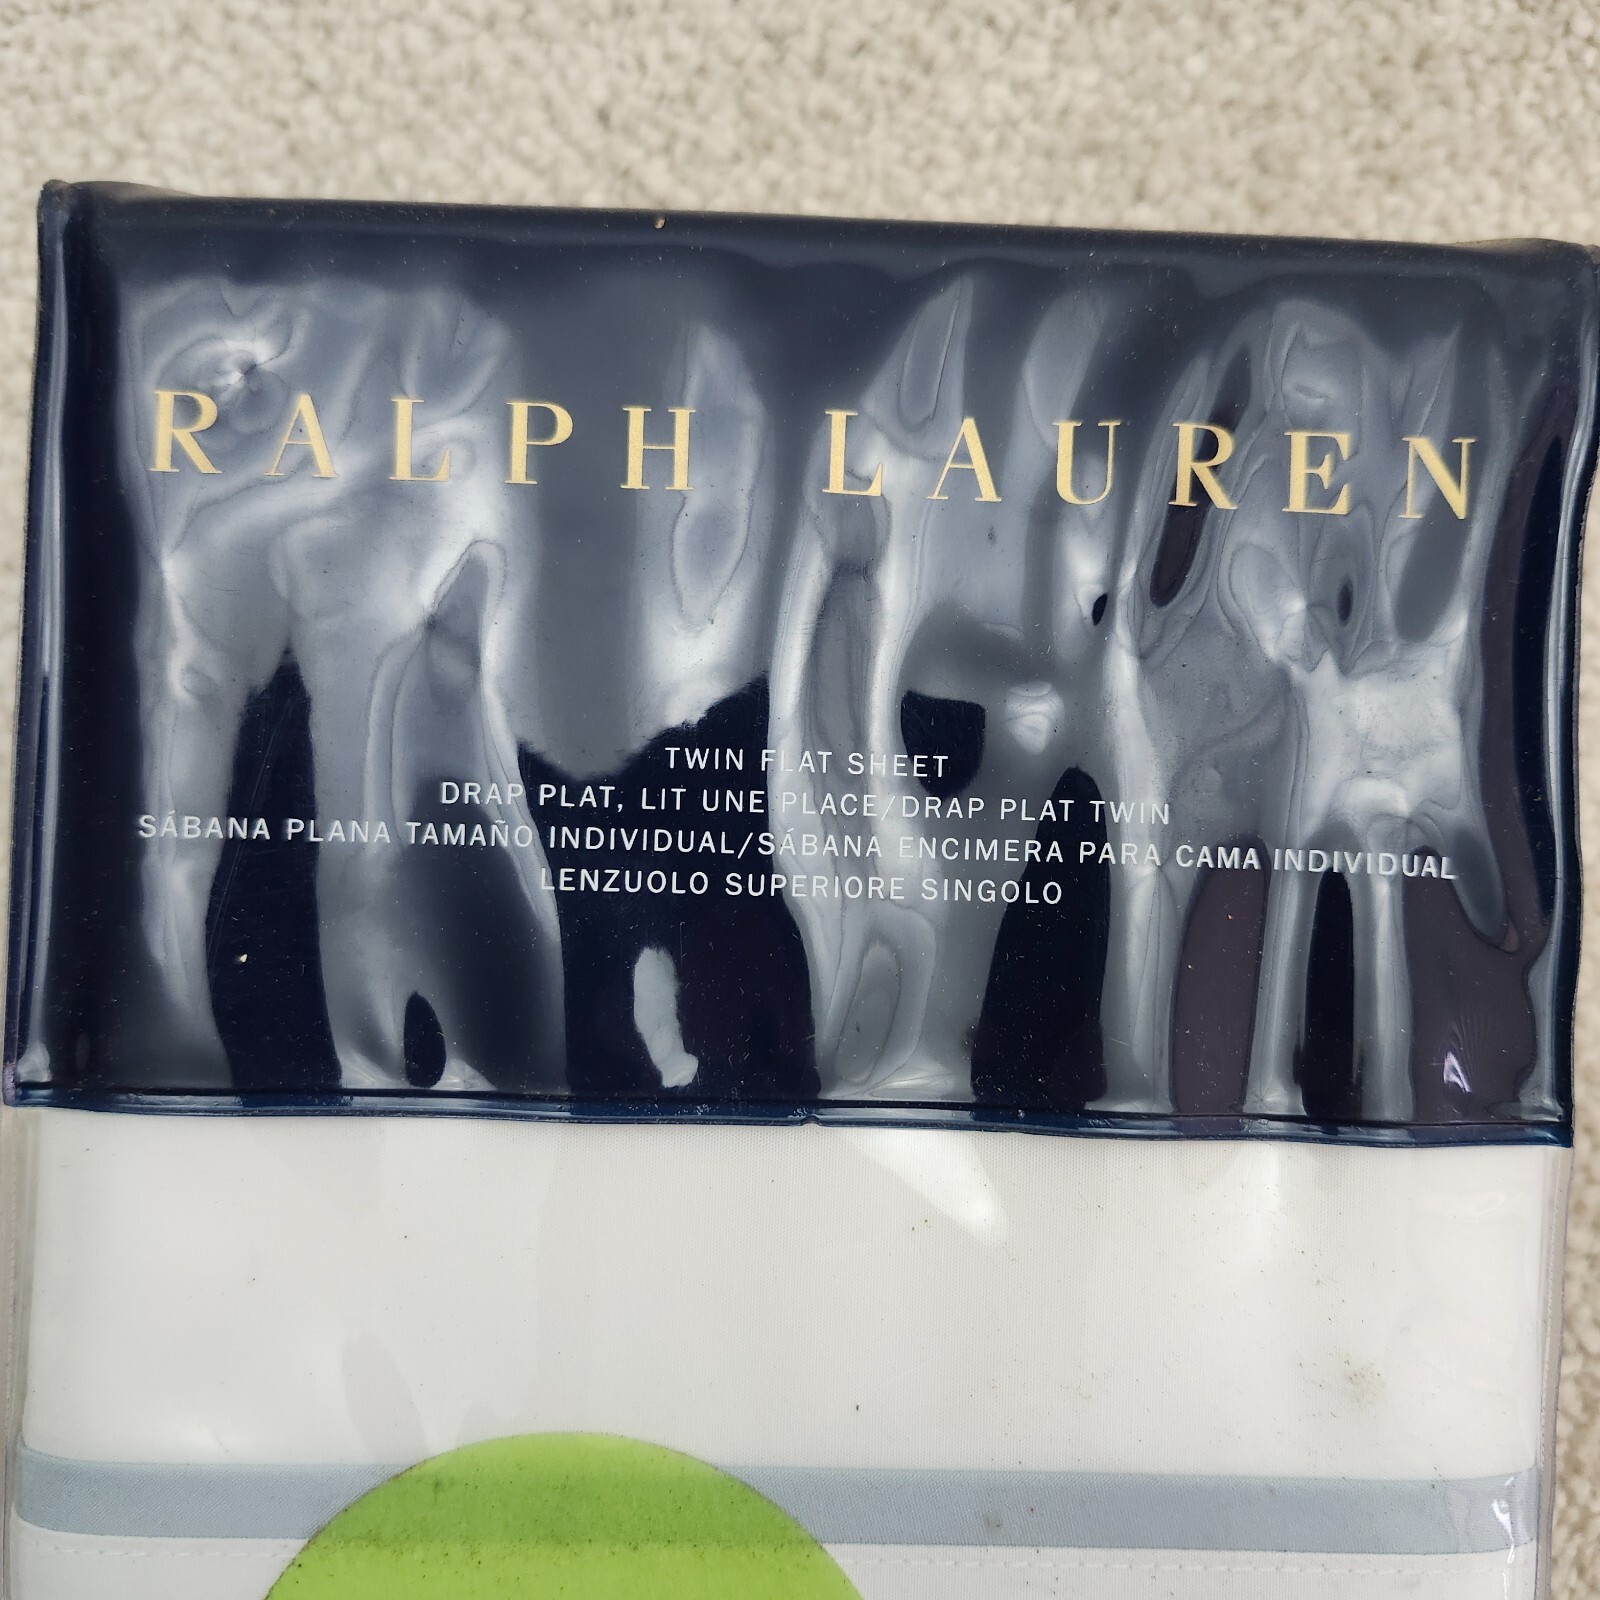 RALPH LAUREN
TWIN FLAT SHEET
DRAP PLAT, LIT UNE PLACE/DRAP PLAT TWIN
SÁBANA PLANA TAMAÑO INDIVIDUAL/SÁBANA ENCIMERA PARA CAMA INDIVIDUAL
LENZUOLO SUPERIORE SINGOLO